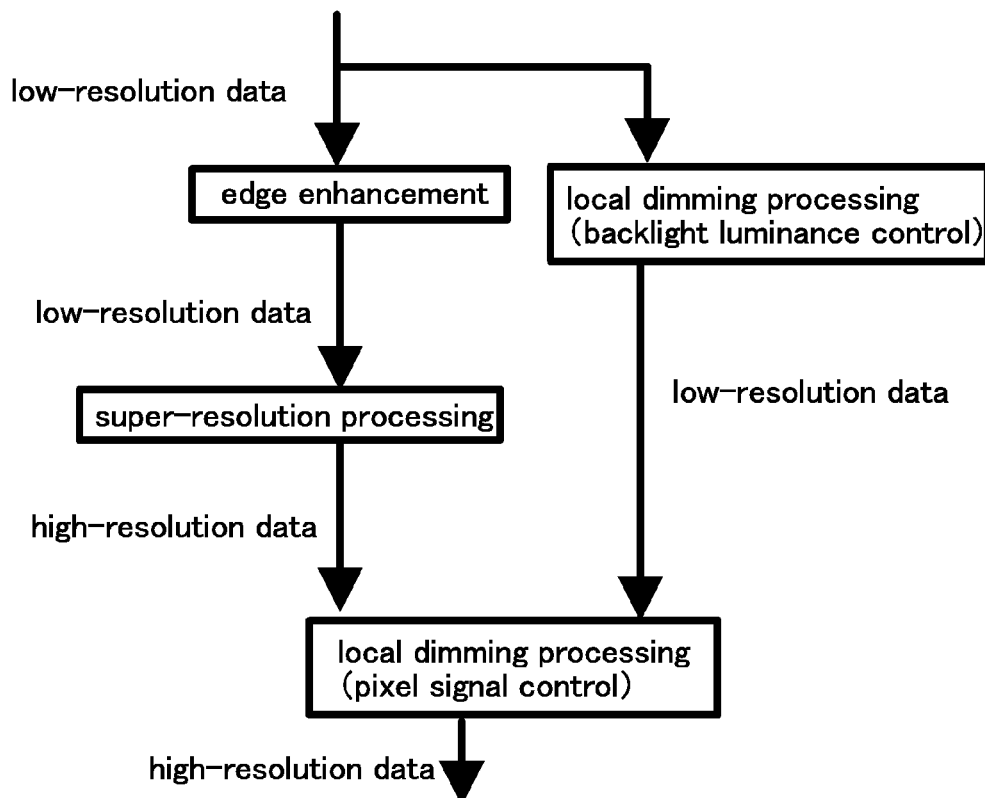 low-resolution data
edge enhancement
local dimming processing
(backlight luminance control)
low-resolution data
low-resolution data
super-resolution processing
high-resolution data
local dimming processing
(pixel signal control)
high-resolution data